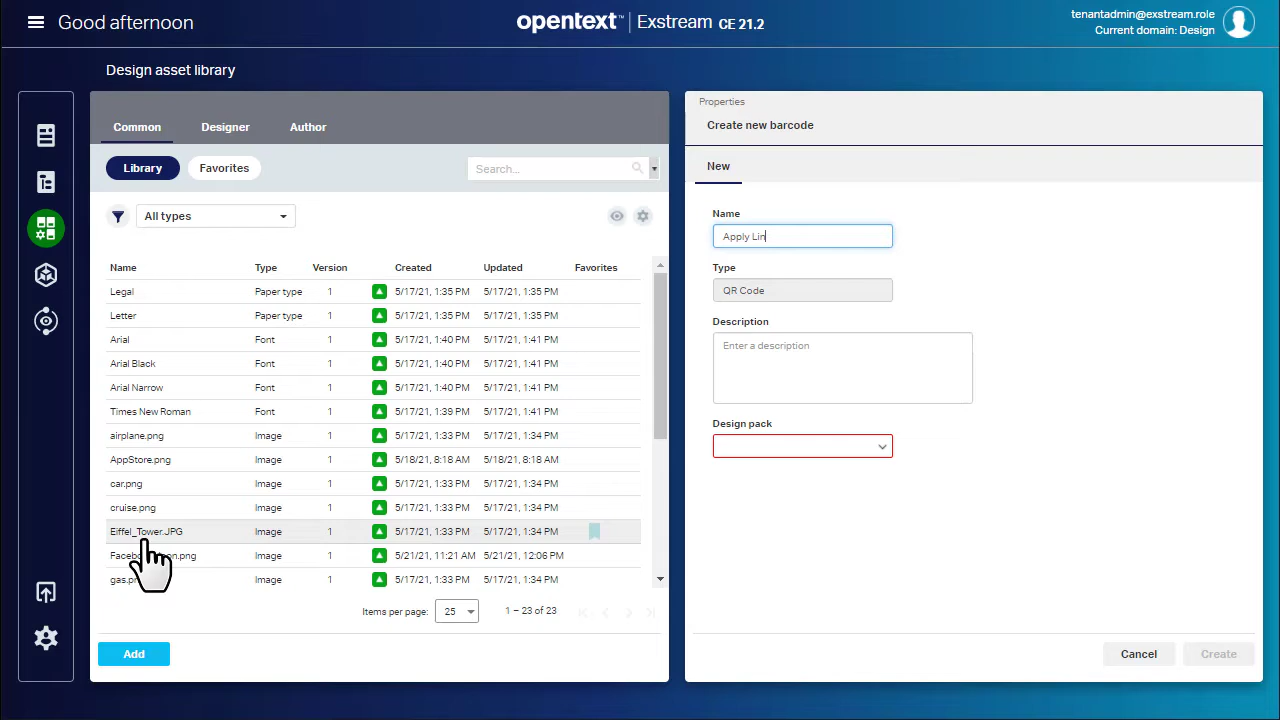 Good afternoon
opentext™ | Exstream CE 21.2
tenantadmin@exstream.role
Current domain: Design
Design asset library
Common Designer Author
Library Favorites Search...
All types
Name Type Version Created Updated Favorites
Legal Paper type 1 5/17/21, 1:35 PM 5/17/21, 1:35 PM
Letter Paper type 1 5/17/21, 1:35 PM 5/17/21, 1:35 PM
Arial Font 1 5/17/21, 1:40 PM 5/17/21, 1:41 PM
Arial Black Font 1 5/17/21, 1:40 PM 5/17/21, 1:41 PM
Arial Narrow Font 1 5/17/21, 1:40 PM 5/17/21, 1:41 PM
Times New Roman Font 1 5/17/21, 1:39 PM 5/17/21, 1:41 PM
airplane.png Image 1 5/17/21, 1:33 PM 5/17/21, 1:34 PM
AppStore.png Image 1 5/18/21, 8:18 AM 5/18/21, 8:18 AM
car.png Image 1 5/17/21, 1:33 PM 5/17/21, 1:34 PM
cruise.png Image 1 5/17/21, 1:33 PM 5/17/21, 1:34 PM
Eiffel_Tower.JPG Image 1 5/17/21, 1:33 PM 5/17/21, 1:34 PM
Image 1 5/21/21, 11:21 AM 5/21/21, 12:06 PM
Image 1 5/17/21, 1:33 PM 5/17/21, 1:34 PM
Items per page: 25 1 – 23 of 23
Add
Properties
Create new barcode
New
Name
Apply Lin
Type
QR Code
Description
Enter a description
Design pack
Cancel Create